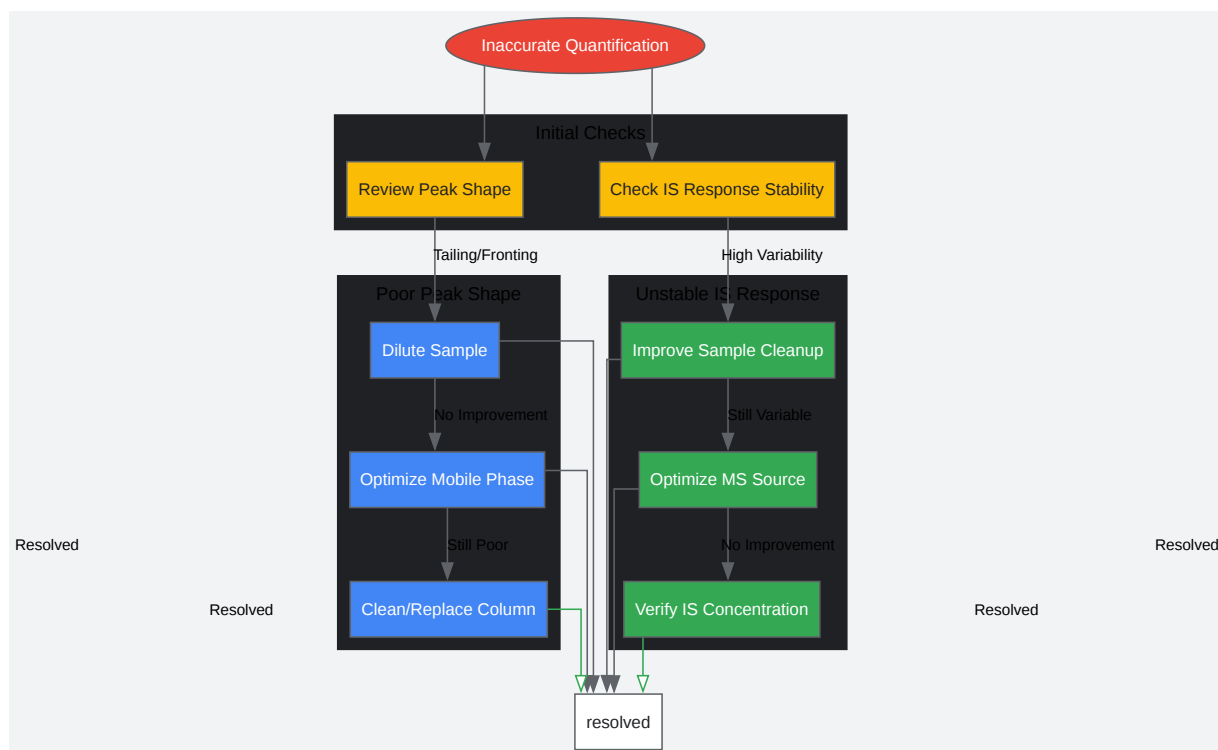 Inaccurate Quantification
Initial Checks
Review Peak Shape
Check IS Response Stability
Tailing/Fronting
High Variability
Poor Peak Shape
Unstable IS Response
Dilute Sample
Improve Sample Cleanup
No Improvement
Still Variable
Optimize Mobile Phase
Optimize MS Source
Resolved
Still Poor
No Improvement
Resolved
Resolved
Clean/Replace Column
Verify IS Concentration
Resolved
resolved